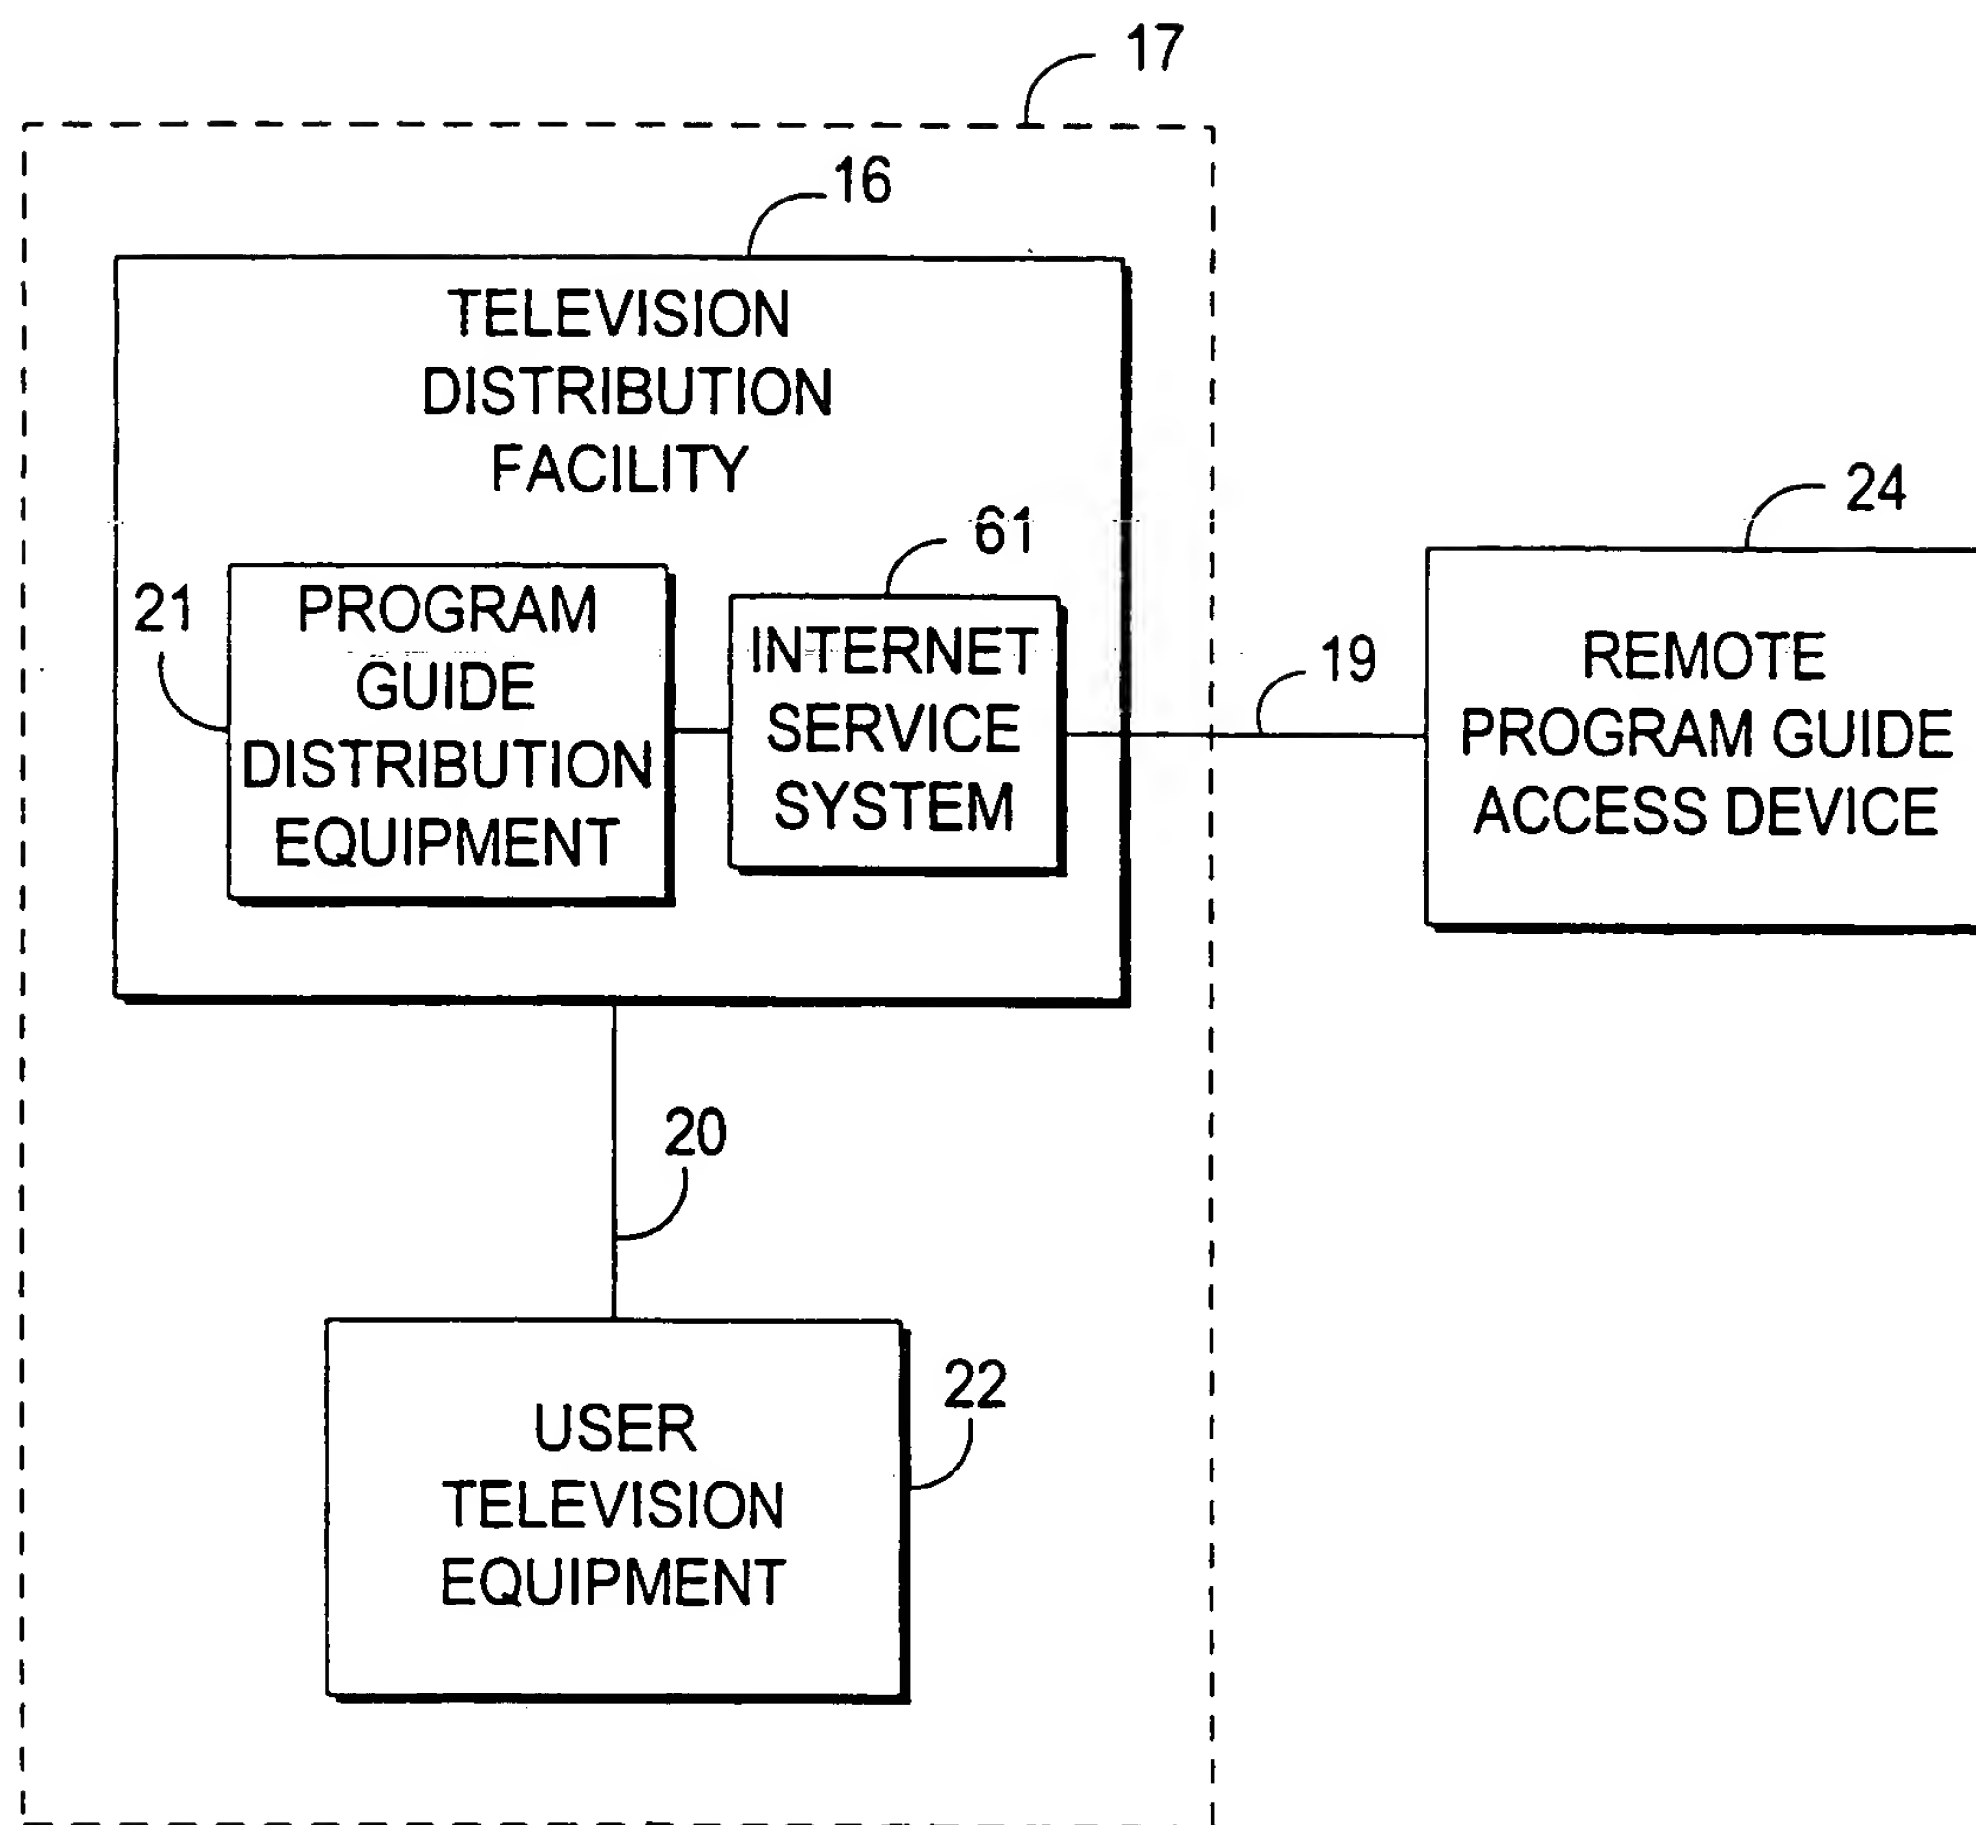 17
16
TELEVISION
DISTRIBUTION
FACILITY
24
61
21
PROGRAM
GUIDE
DISTRIBUTION
EQUIPMENT
INTERNET
SERVICE
SYSTEM
19
REMOTE
PROGRAM GUIDE
ACCESS DEVICE
20
22
USER
TELEVISION
EQUIPMENT